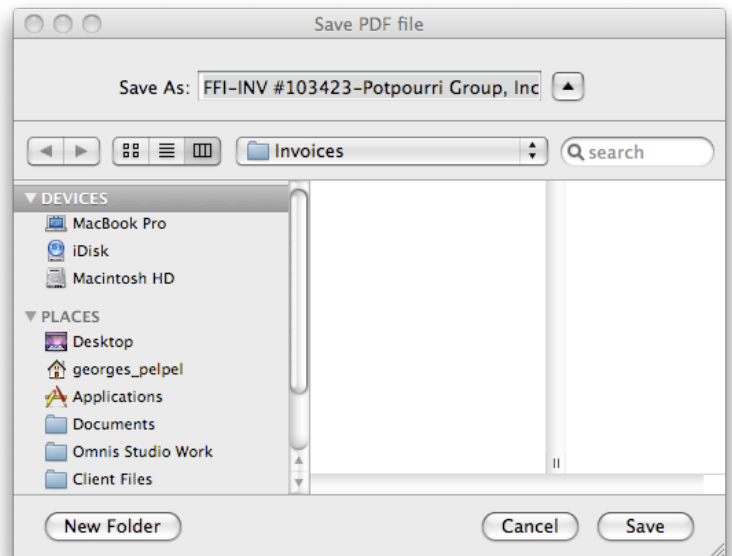 Save PDF file
Save As: FFI-INV #103423-Potpourri Group, Inc
Invoices
search
DEVICES
MacBook Pro
iDisk
Macintosh HD
PLACES
Desktop
georges_pelpel
Applications
Documents
Omnis Studio Work
Client Files
New Folder
Cancel
Save